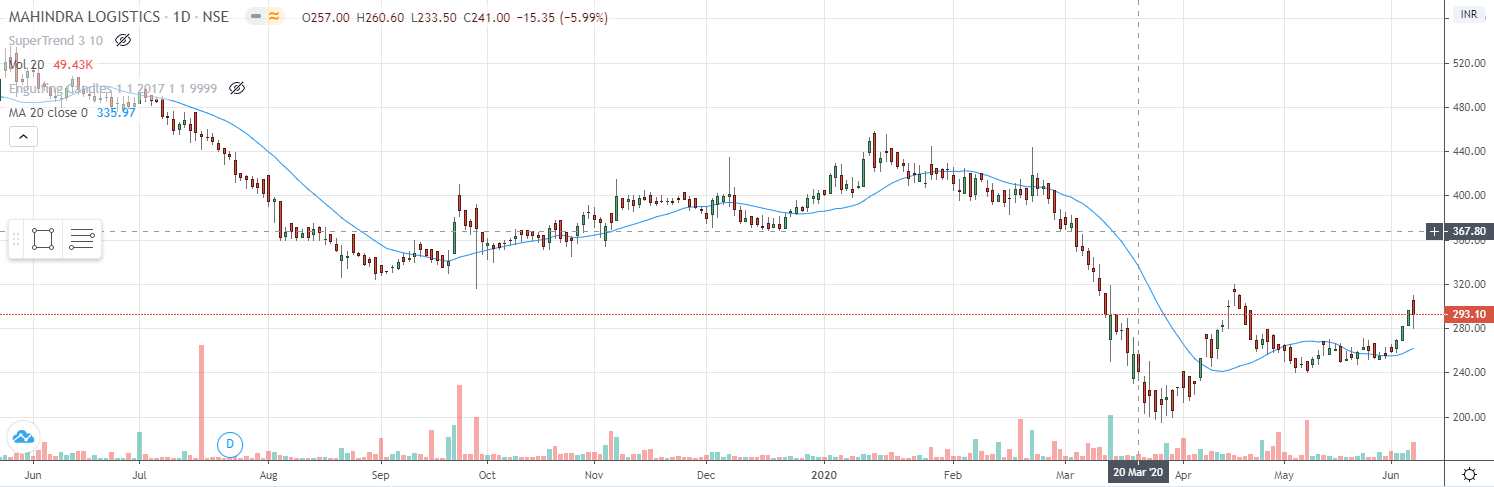 MAHINDRA LOGISTICS · 1D · NSE O257.00 H260.60 L233.50 C241.00 −15.35 (−5.99%)
INR
SuperTrend 3 10
Vol 20 49.43K
Engulfing Candles 1 1 2017 1 1 9999
MA 20 close 0 335.97
520.00
480.00
440.00
400.00
367.80
360.00
320.00
293.10
280.00
240.00
200.00
D
Jun Jul Aug Sep Oct Nov Dec 2020 Feb Mar 20 Mar '20 Apr May Jun